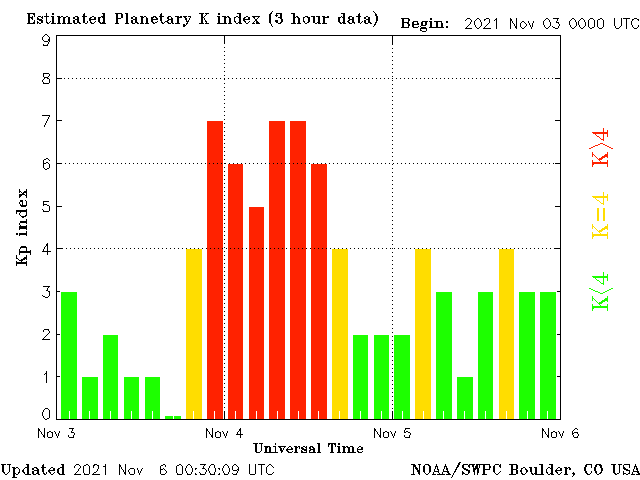 Estimated Planetary K index (3 hour data) Begin: 2021 Nov 03 0000 UTC
9
8
7
6
5
4
3
2
1
0
Kp index
K>4
K=4
K<4
Nov 3 Nov 4 Nov 5 Nov 6
Universal Time
Updated 2021 Nov 6 00:30:09 UTC NOAA/SWPC Boulder, CO USA